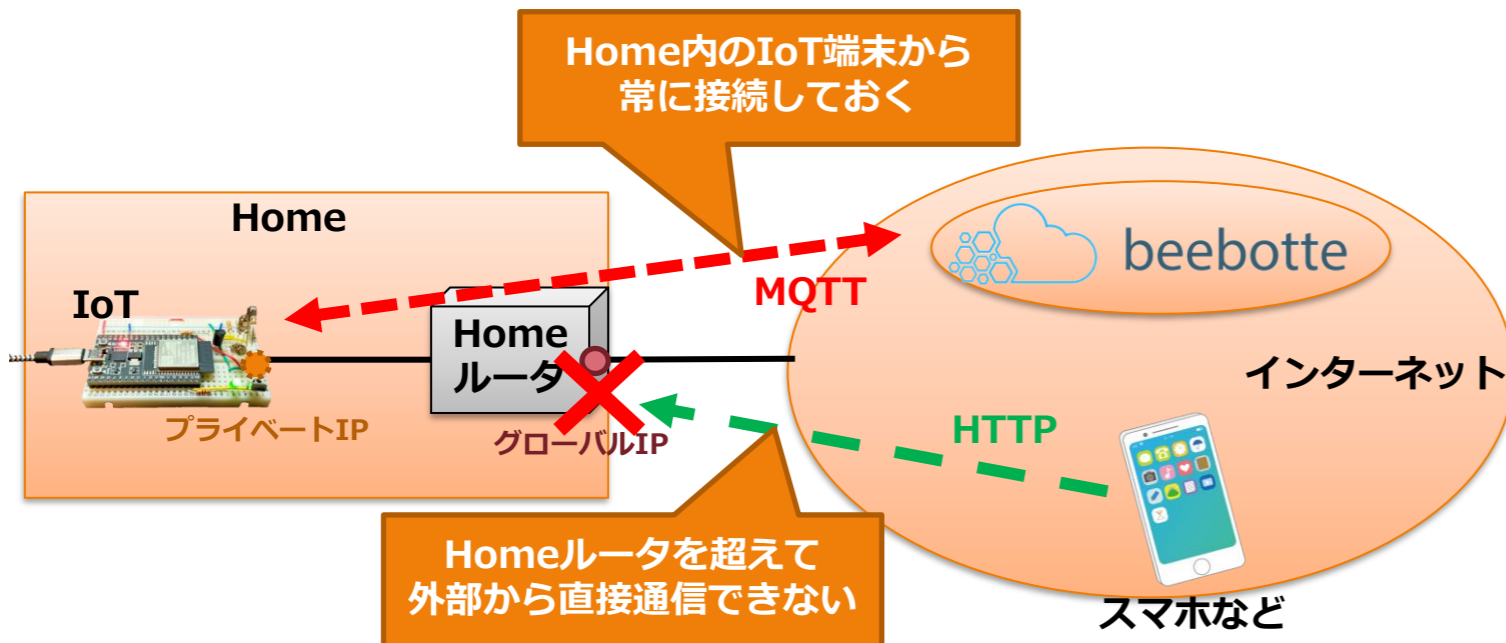 Home内のIoT端末から
常に接続しておく
Home
IoT
beebotte
MQTT
Home
ルータ
インターネット
プライベートIP
グローバルIP
HTTP
Homeルータを超えて
外部から直接通信できない
スマホなど